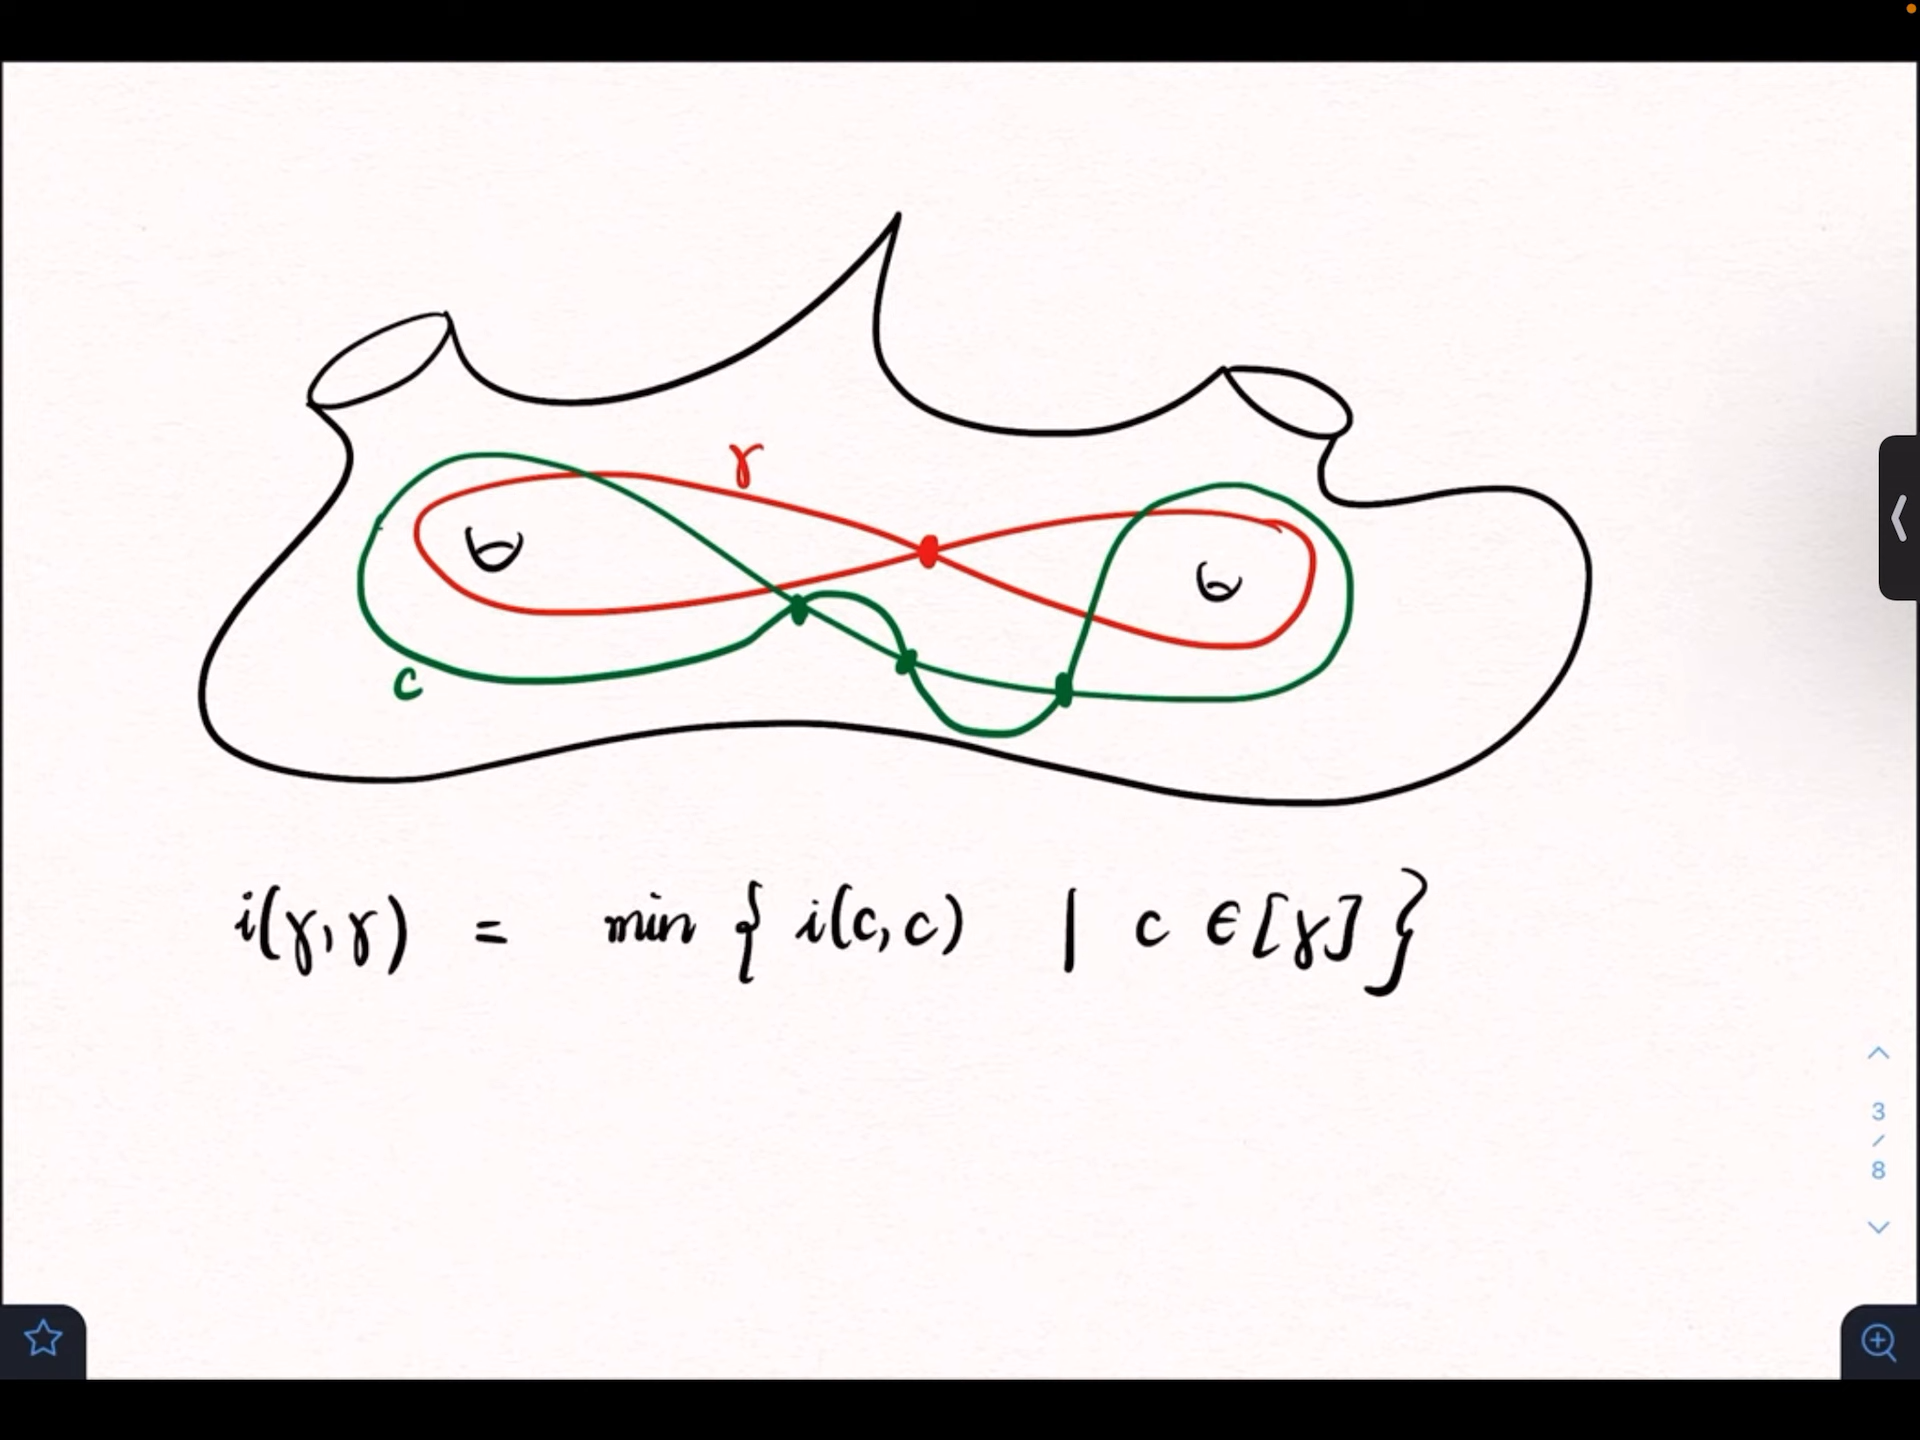 γ
c
i(γ,γ) = min { i(c,c) | c ∈ [γ] }
3
/
8